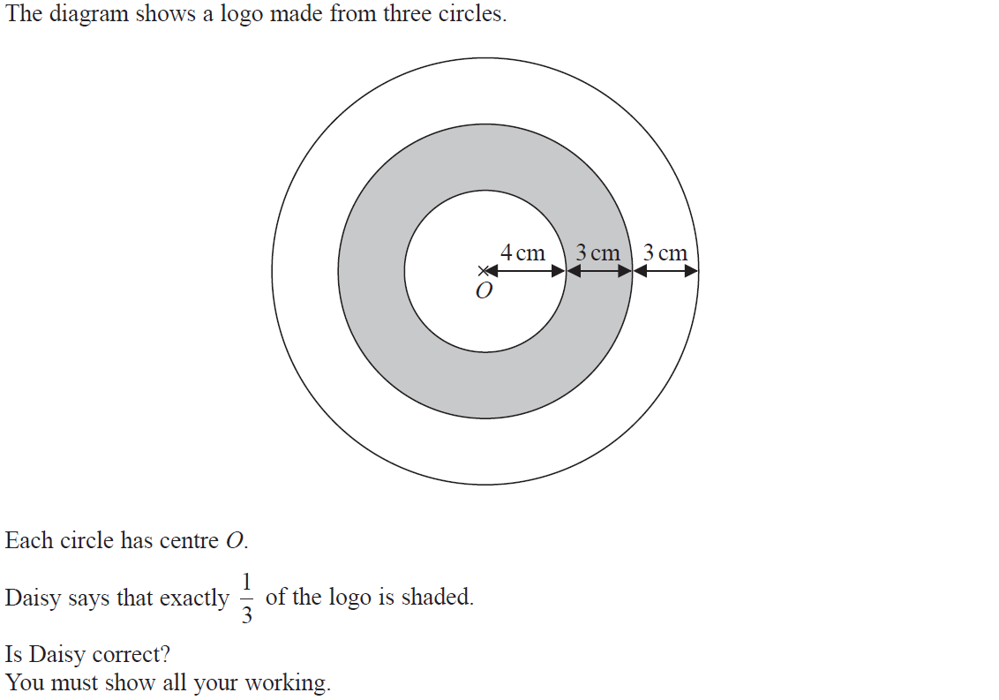 The diagram shows a logo made from three circles.
4 cm 3 cm 3 cm
O
Each circle has centre O.
Daisy says that exactly 1/3 of the logo is shaded.
Is Daisy correct?
You must show all your working.